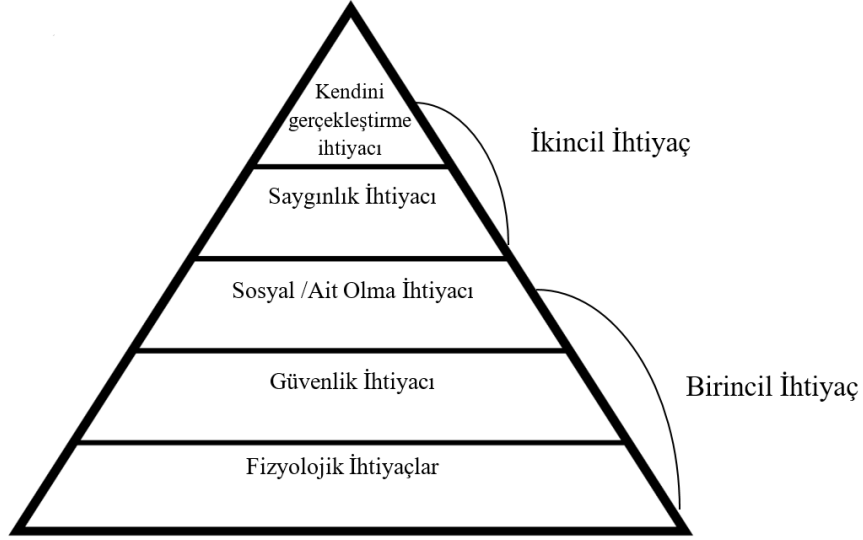 Kendini
gerçekleştirme
ihtiyacı
İkincil İhtiyaç
Saygınlık İhtiyacı
Sosyal /Ait Olma İhtiyacı
Güvenlik İhtiyacı
Birincil İhtiyaç
Fizyolojik İhtiyaçlar